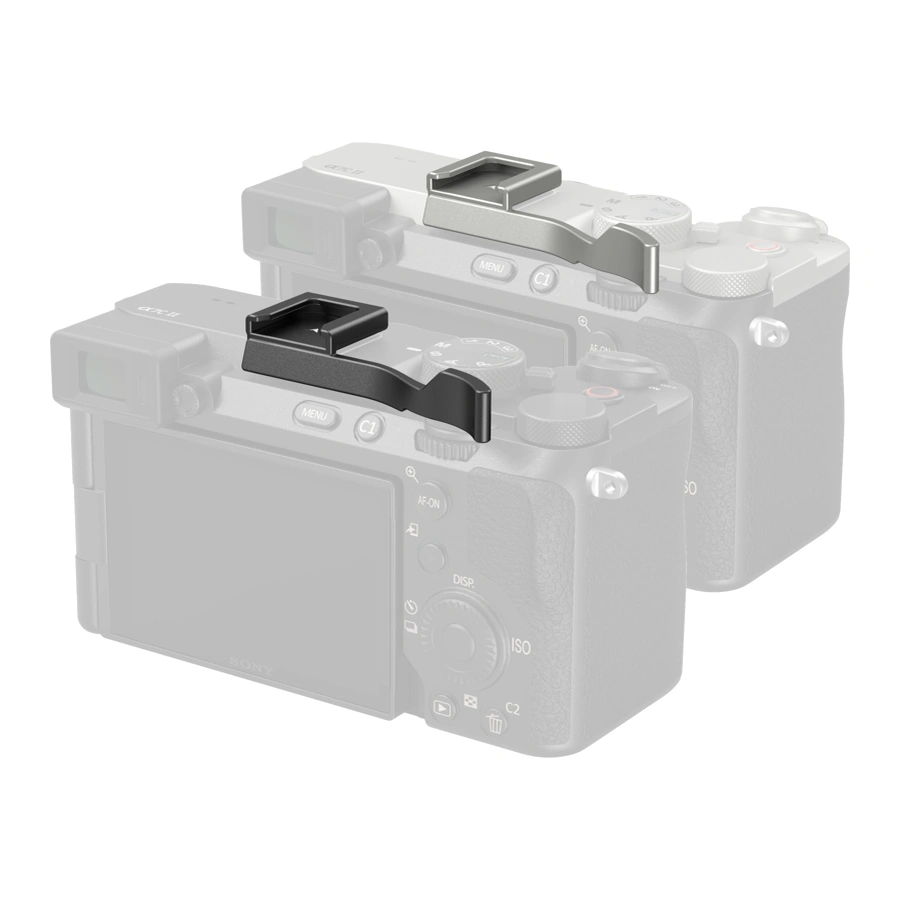 α7C II
M
MENU
C1
AF-ON
ISO
α7C II
M
MENU
C1
AF-ON
DISP.
ISO
SONY
C2